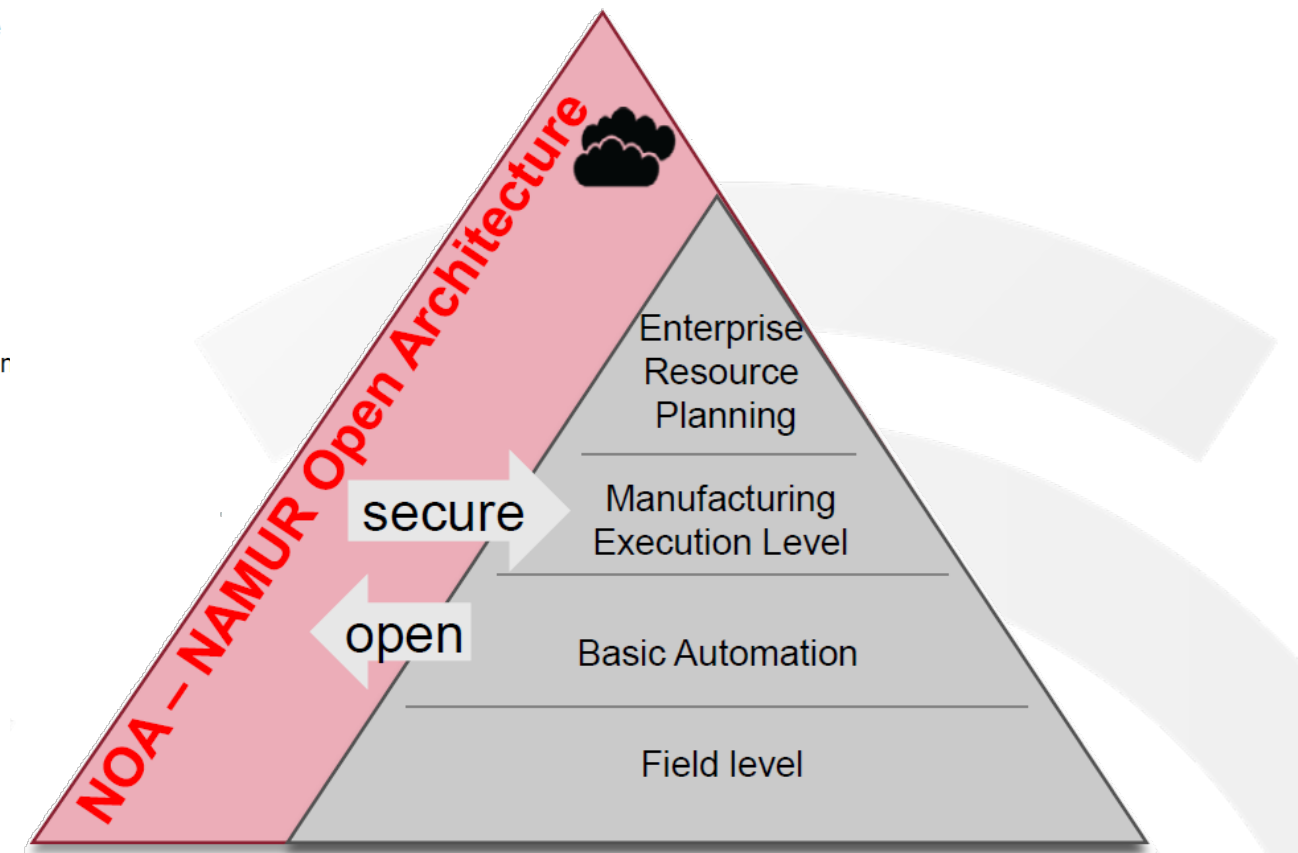 NOA – NAMUR Open Architecture
Enterprise
Resource
Planning
secure
Manufacturing
Execution Level
open
Basic Automation
Field level